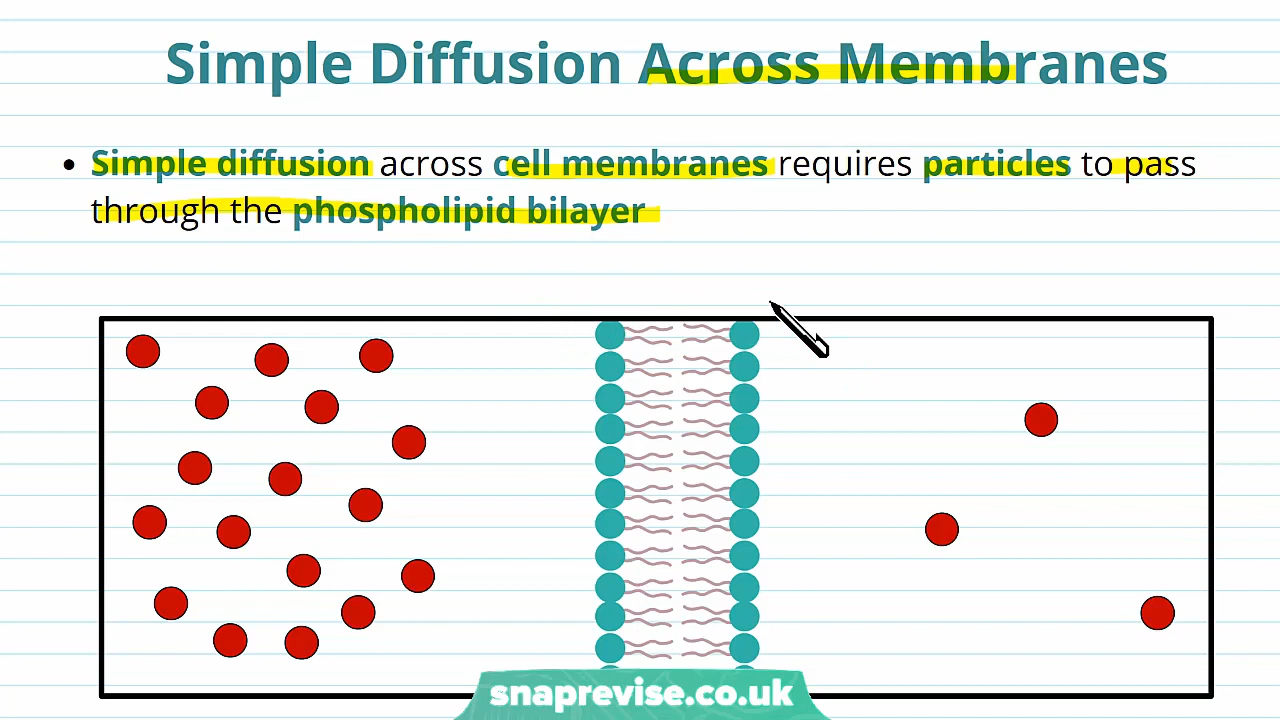 Simple Diffusion Across Membranes
• Simple diffusion across cell membranes requires particles to pass
through the phospholipid bilayer
snaprevise.co.uk